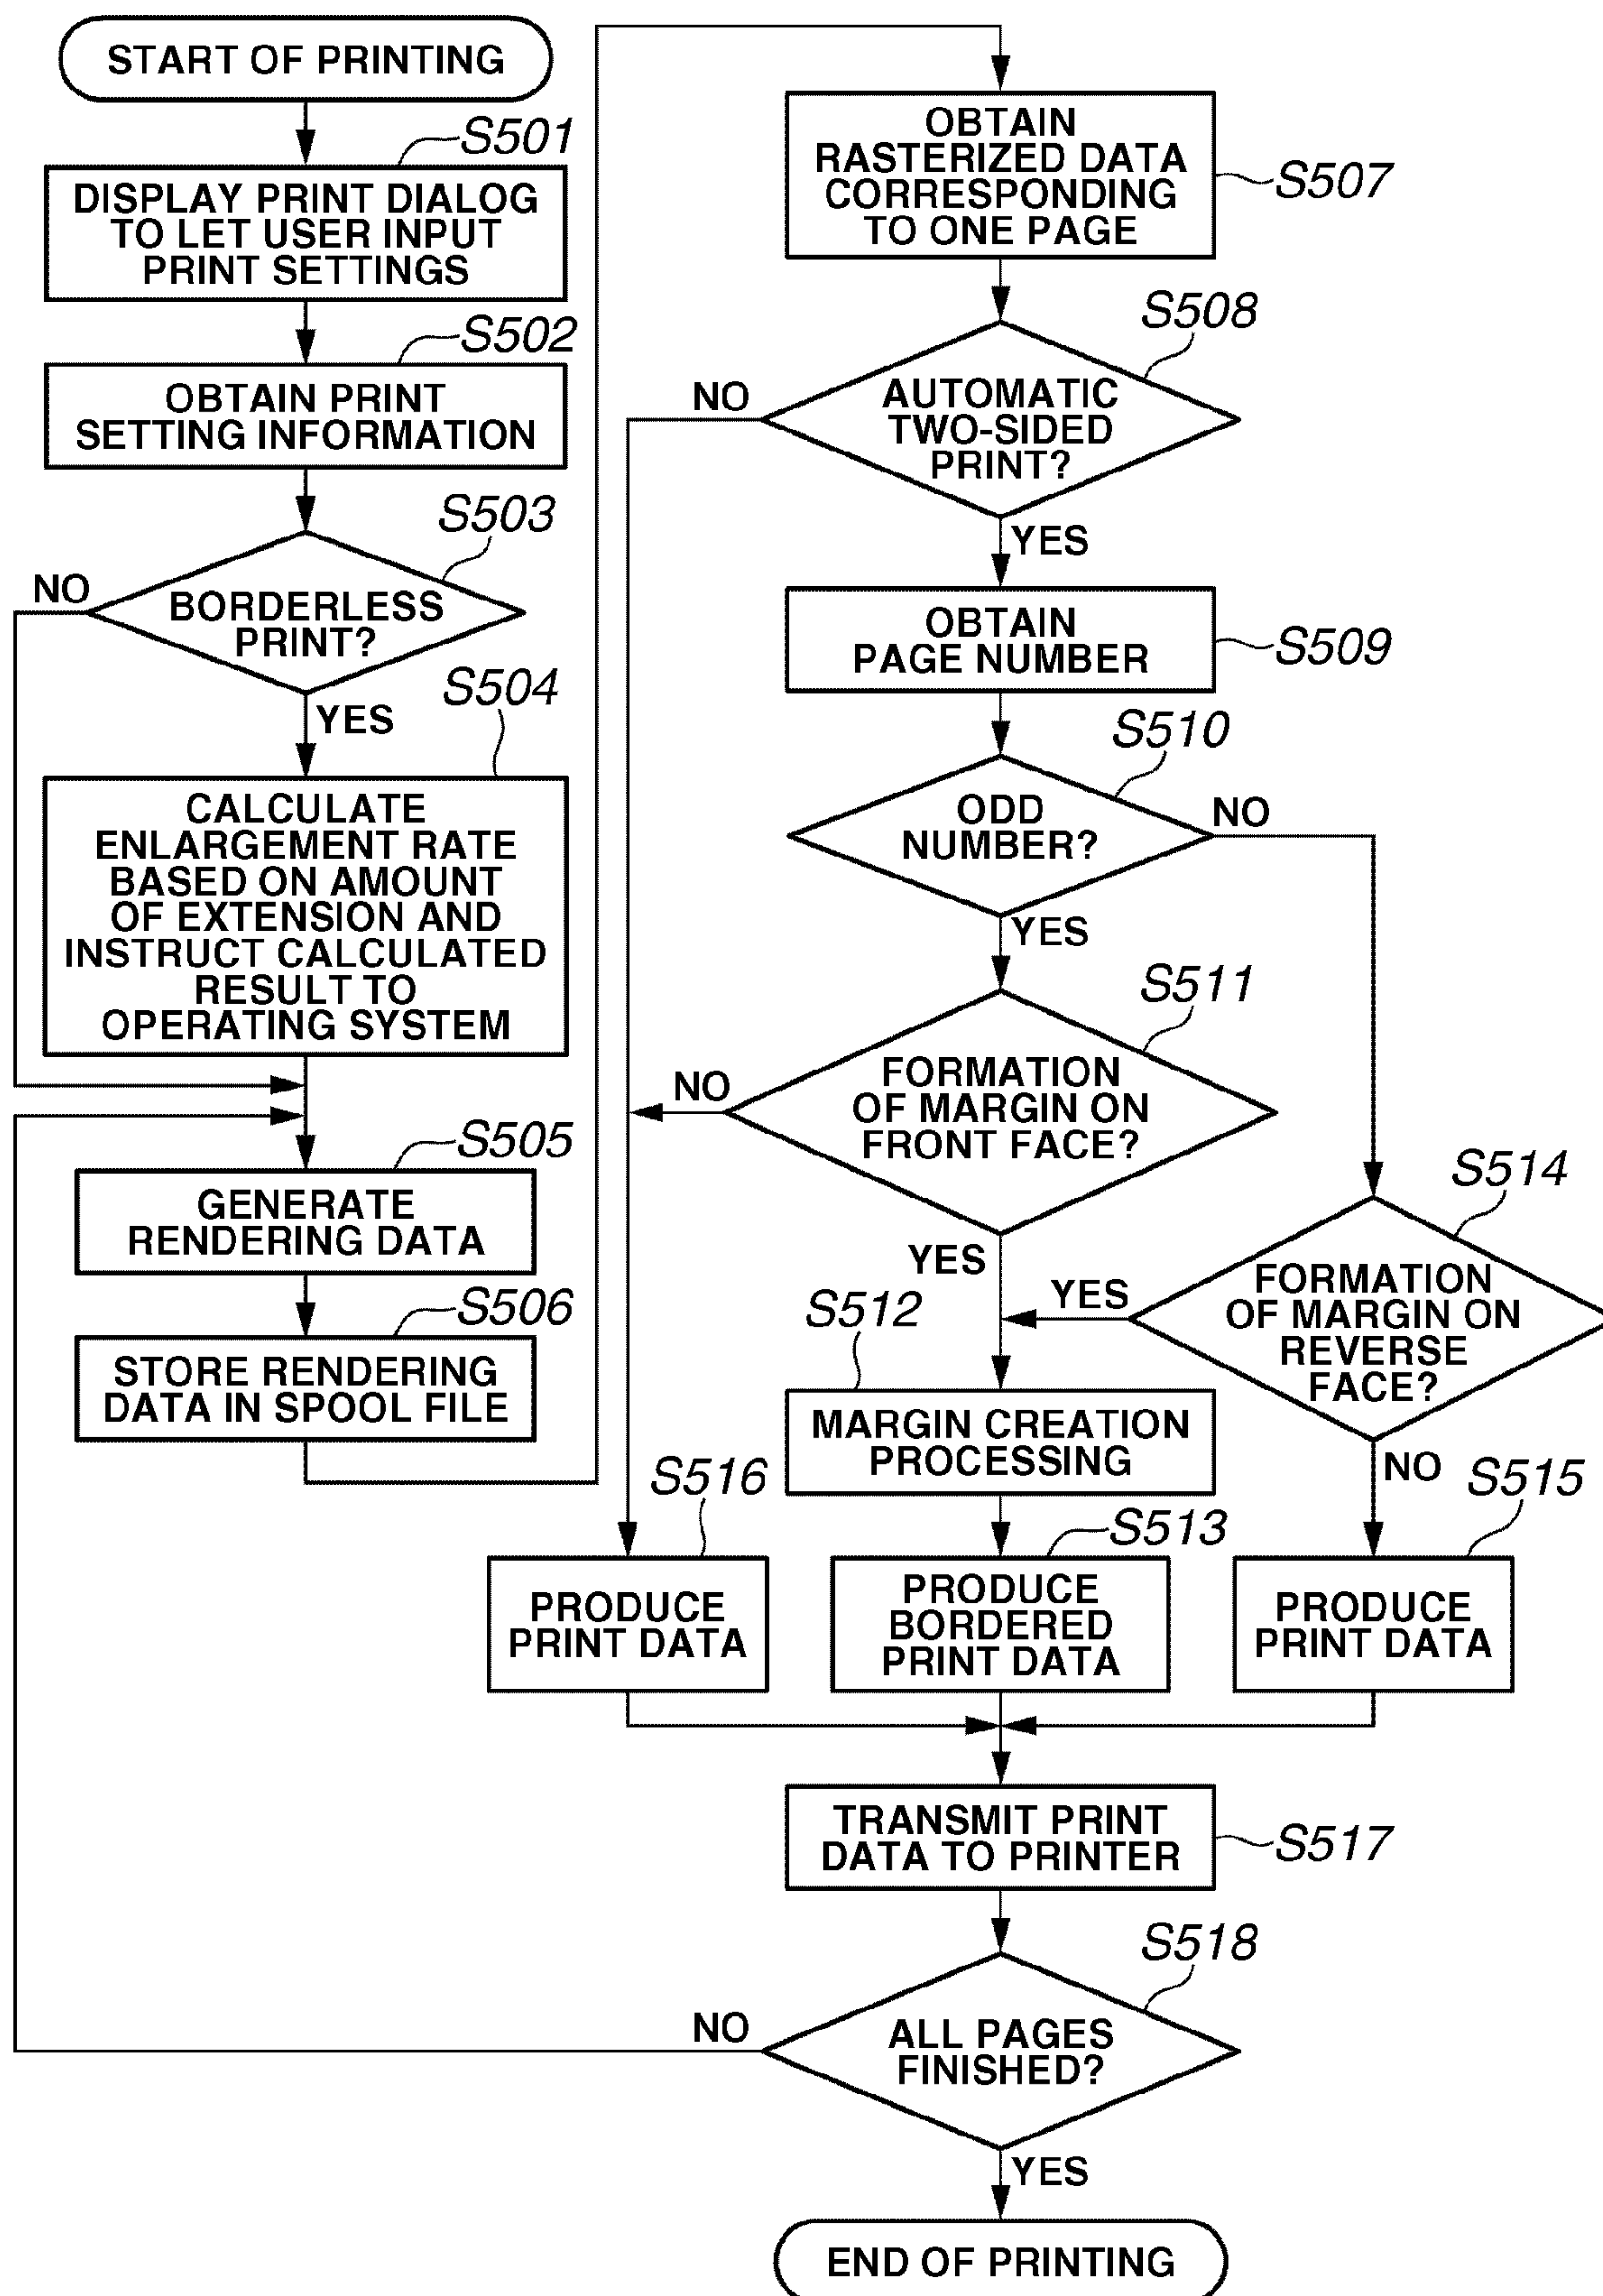 START OF PRINTING
S501
DISPLAY PRINT DIALOG
TO LET USER INPUT
PRINT SETTINGS
S502
OBTAIN PRINT
SETTING INFORMATION
S503
NO
BORDERLESS
PRINT?
YES
S504
CALCULATE
ENLARGEMENT RATE
BASED ON AMOUNT
OF EXTENSION AND
INSTRUCT CALCULATED
RESULT TO
OPERATING SYSTEM
S505
GENERATE
RENDERING DATA
S506
STORE RENDERING
DATA IN SPOOL FILE
OBTAIN
RASTERIZED DATA
CORRESPONDING
TO ONE PAGE
S507
S508
NO
AUTOMATIC
TWO-SIDED
PRINT?
YES
OBTAIN
PAGE NUMBER
S509
S510
ODD
NUMBER?
NO
YES
S511
NO
FORMATION
OF MARGIN ON
FRONT FACE?
YES
S514
YES
FORMATION
OF MARGIN ON
REVERSE
FACE?
NO
S512
MARGIN CREATION
PROCESSING
S516
PRODUCE
PRINT DATA
S513
PRODUCE
BORDERED
PRINT DATA
S515
PRODUCE
PRINT DATA
TRANSMIT PRINT
DATA TO PRINTER
S517
S518
NO
ALL PAGES
FINISHED?
YES
END OF PRINTING